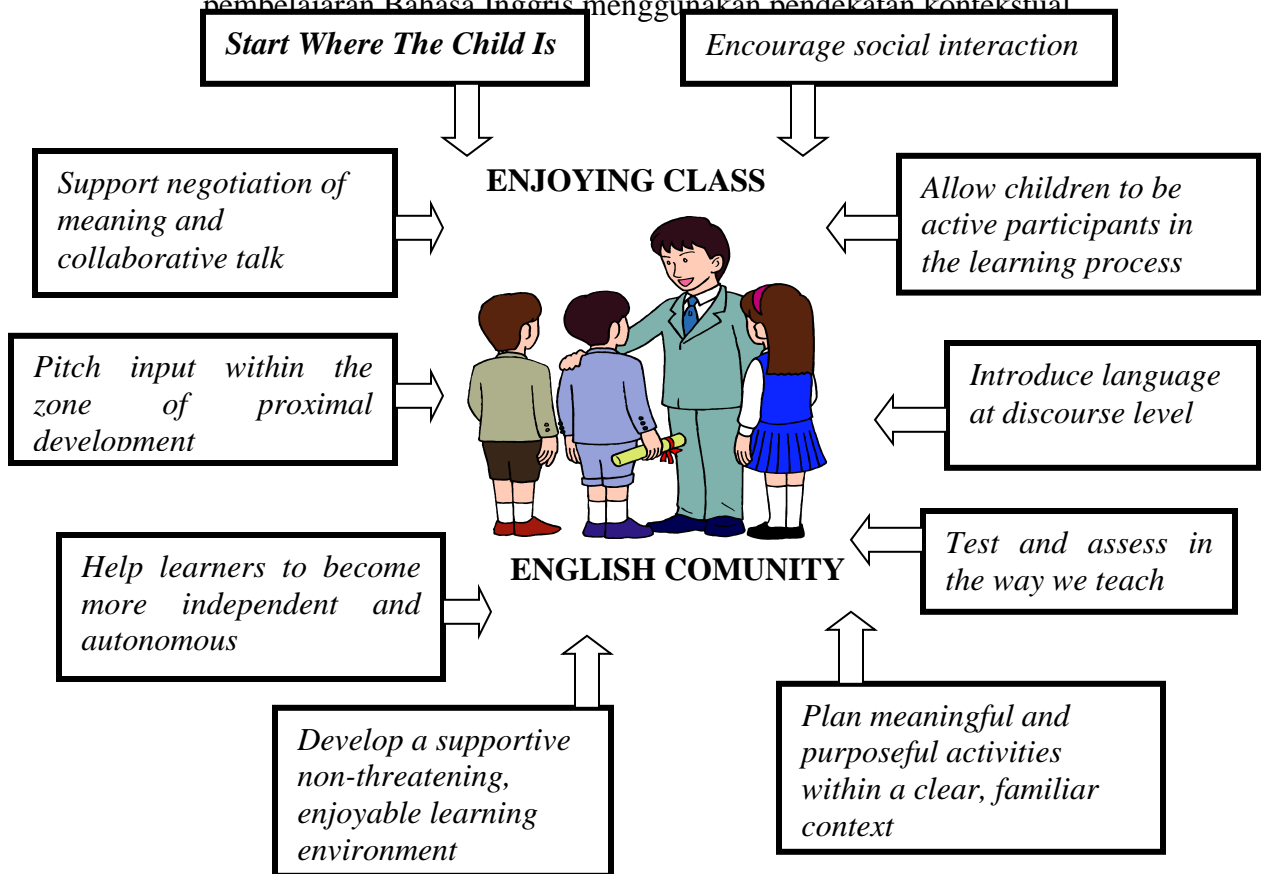 pembelajaran Bahasa Inggris menggunakan pendekatan kontekstual
Start Where The Child Is
Encourage social interaction
ENJOYING CLASS
Support negotiation of
meaning and
collaborative talk
Allow children to be
active participants in
the learning process
Pitch input within the
zone of proximal
development
Introduce language
at discourse level
Help learners to become
more independent and
autonomous
Test and assess in
the way we teach
ENGLISH COMUNITY
Develop a supportive
non-threatening,
enjoyable learning
environment
Plan meaningful and
purposeful activities
within a clear, familiar
context